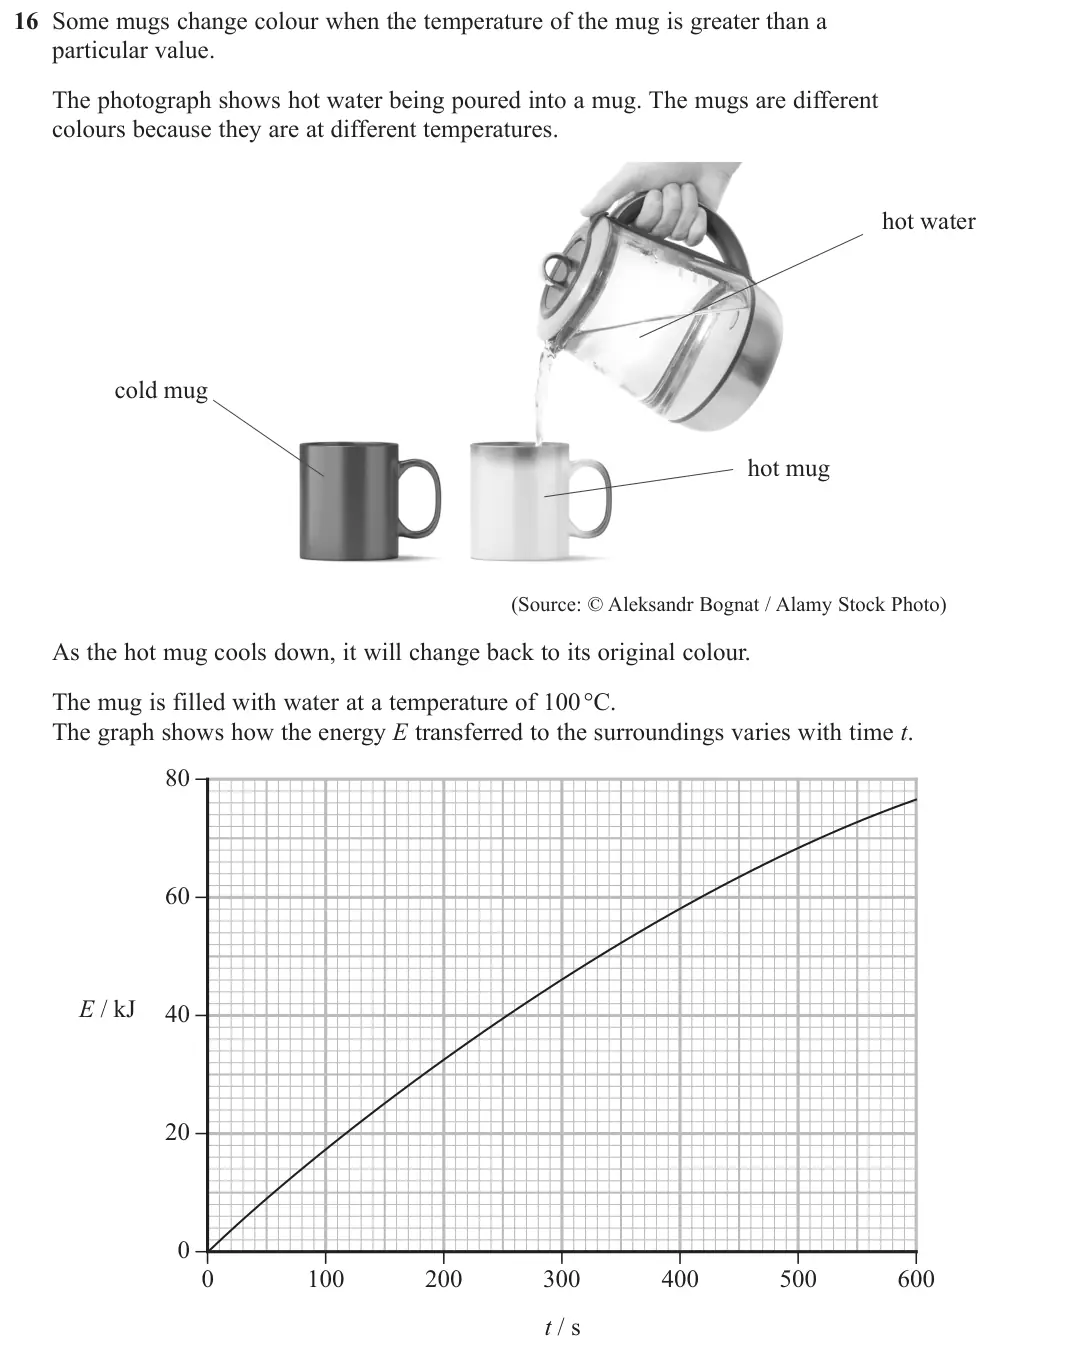 16 Some mugs change colour when the temperature of the mug is greater than a
particular value.
The photograph shows hot water being poured into a mug. The mugs are different
colours because they are at different temperatures.
hot water
cold mug
hot mug
(Source: © Aleksandr Bognat / Alamy Stock Photo)
As the hot mug cools down, it will change back to its original colour.
The mug is filled with water at a temperature of 100 °C.
The graph shows how the energy E transferred to the surroundings varies with time t.
80
60
E / kJ 40
20
0
0 100 200 300 400 500 600
t / s